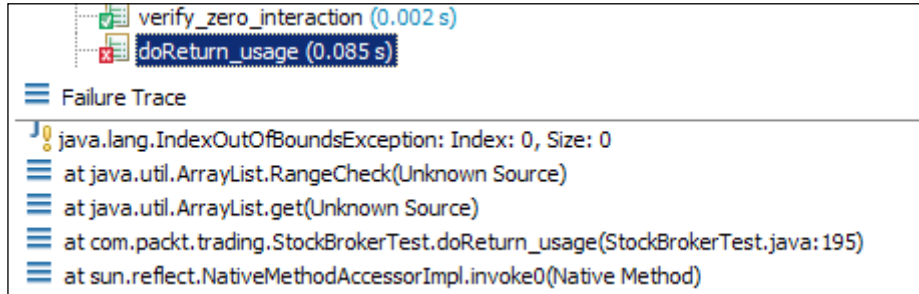 verify_zero_interaction (0.002 s)
doReturn_usage (0.085 s)
Failure Trace
java.lang.IndexOutOfBoundsException: Index: 0, Size: 0
at java.util.ArrayList.RangeCheck(Unknown Source)
at java.util.ArrayList.get(Unknown Source)
at com.packt.trading.StockBrokerTest.doReturn_usage(StockBrokerTest.java:195)
at sun.reflect.NativeMethodAccessorImpl.invoke0(Native Method)